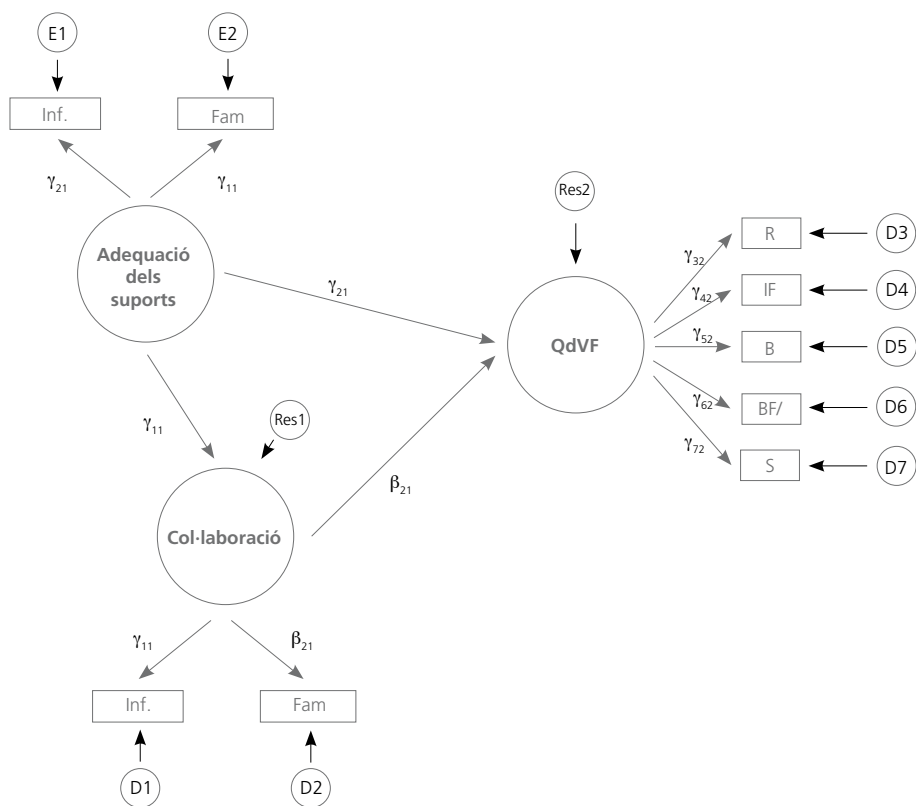 E1
E2
Inf.
Fam
γ21
γ11
Adequació
dels
suports
Res2
R
D3
γ32
IF
D4
γ42
γ21
QdVF
γ52
B
D5
γ62
BF/
D6
γ72
S
D7
γ11
Res1
β21
Col·laboració
γ11
β21
Inf.
Fam
D1
D2